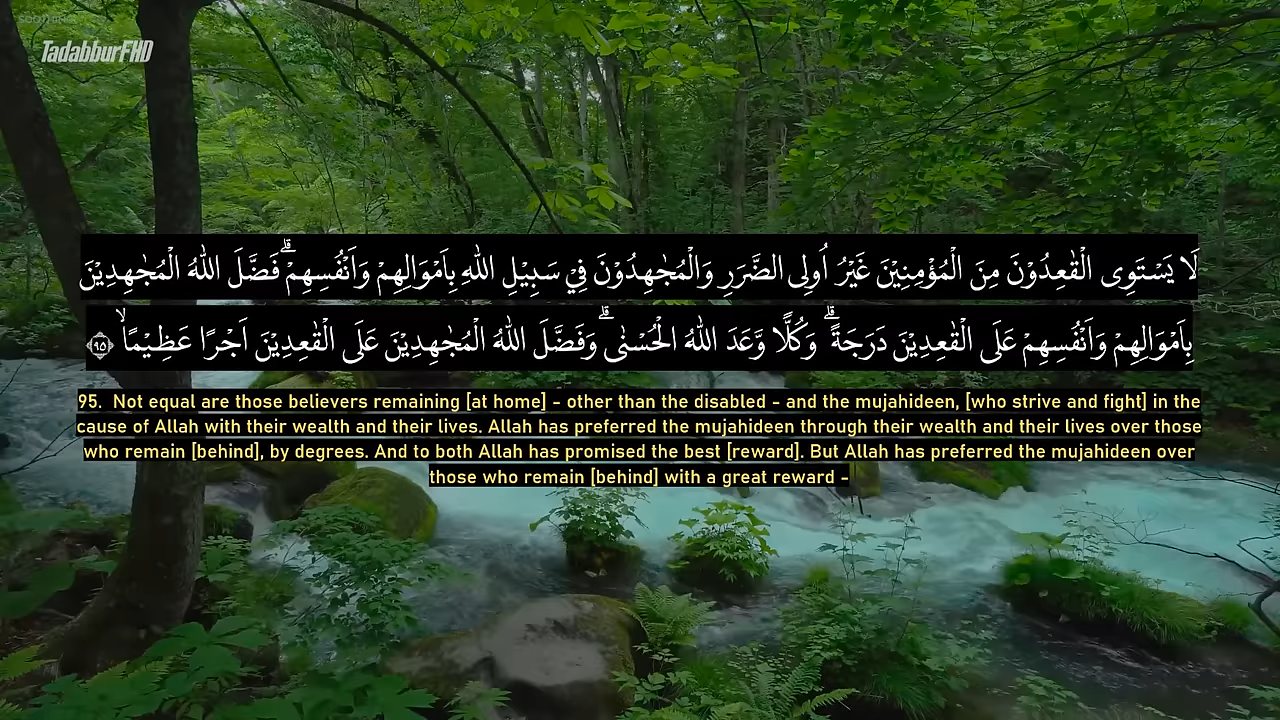 TadabburFHD
لَا يَسْتَوِى الْقٰعِدُوْنَ مِنَ الْمُؤْمِنِيْنَ غَيْرُ اُولِى الضَّرَرِ وَالْمُجٰهِدُوْنَ فِيْ سَبِيْلِ اللّٰهِ بِاَمْوَالِهِمْ وَاَنْفُسِهِمْ ۗفَضَّلَ اللّٰهُ الْمُجٰهِدِيْنَ
بِاَمْوَالِهِمْ وَاَنْفُسِهِمْ عَلَى الْقٰعِدِيْنَ دَرَجَةً ۗ وَكُلًّا وَّعَدَ اللّٰهُ الْحُسْنٰى ۗوَفَضَّلَ اللّٰهُ الْمُجٰهِدِيْنَ عَلَى الْقٰعِدِيْنَ اَجْرًا عَظِيْمًاۙ ٩٥
95. Not equal are those believers remaining [at home] - other than the disabled - and the mujahideen, [who strive and fight] in the
cause of Allah with their wealth and their lives. Allah has preferred the mujahideen through their wealth and their lives over those
who remain [behind], by degrees. And to both Allah has promised the best [reward]. But Allah has preferred the mujahideen over
those who remain [behind] with a great reward -